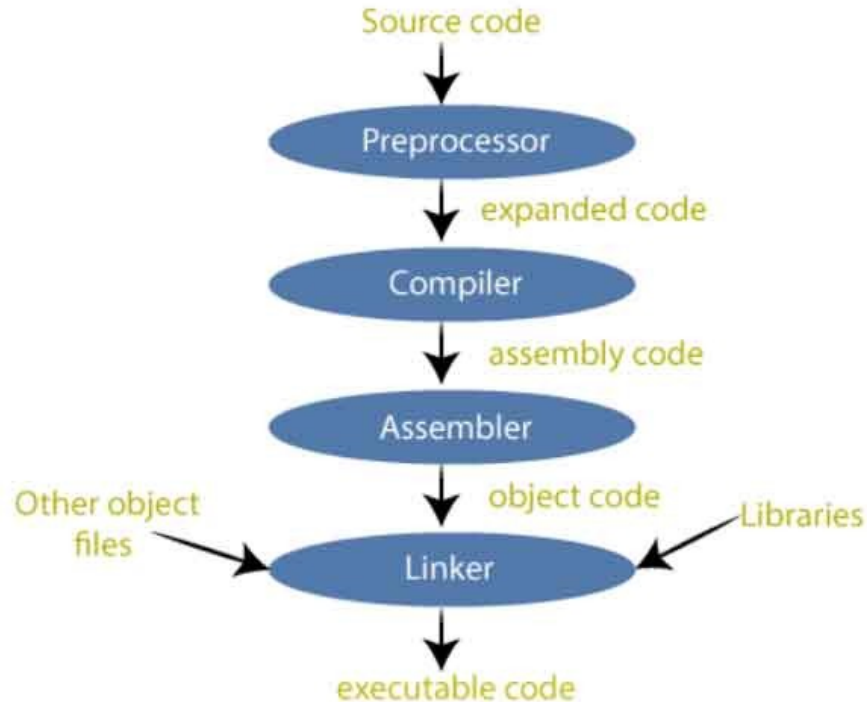 Source code
Preprocessor
expanded code
Compiler
assembly code
Assembler
object code
Other object
files
Libraries
Linker
executable code